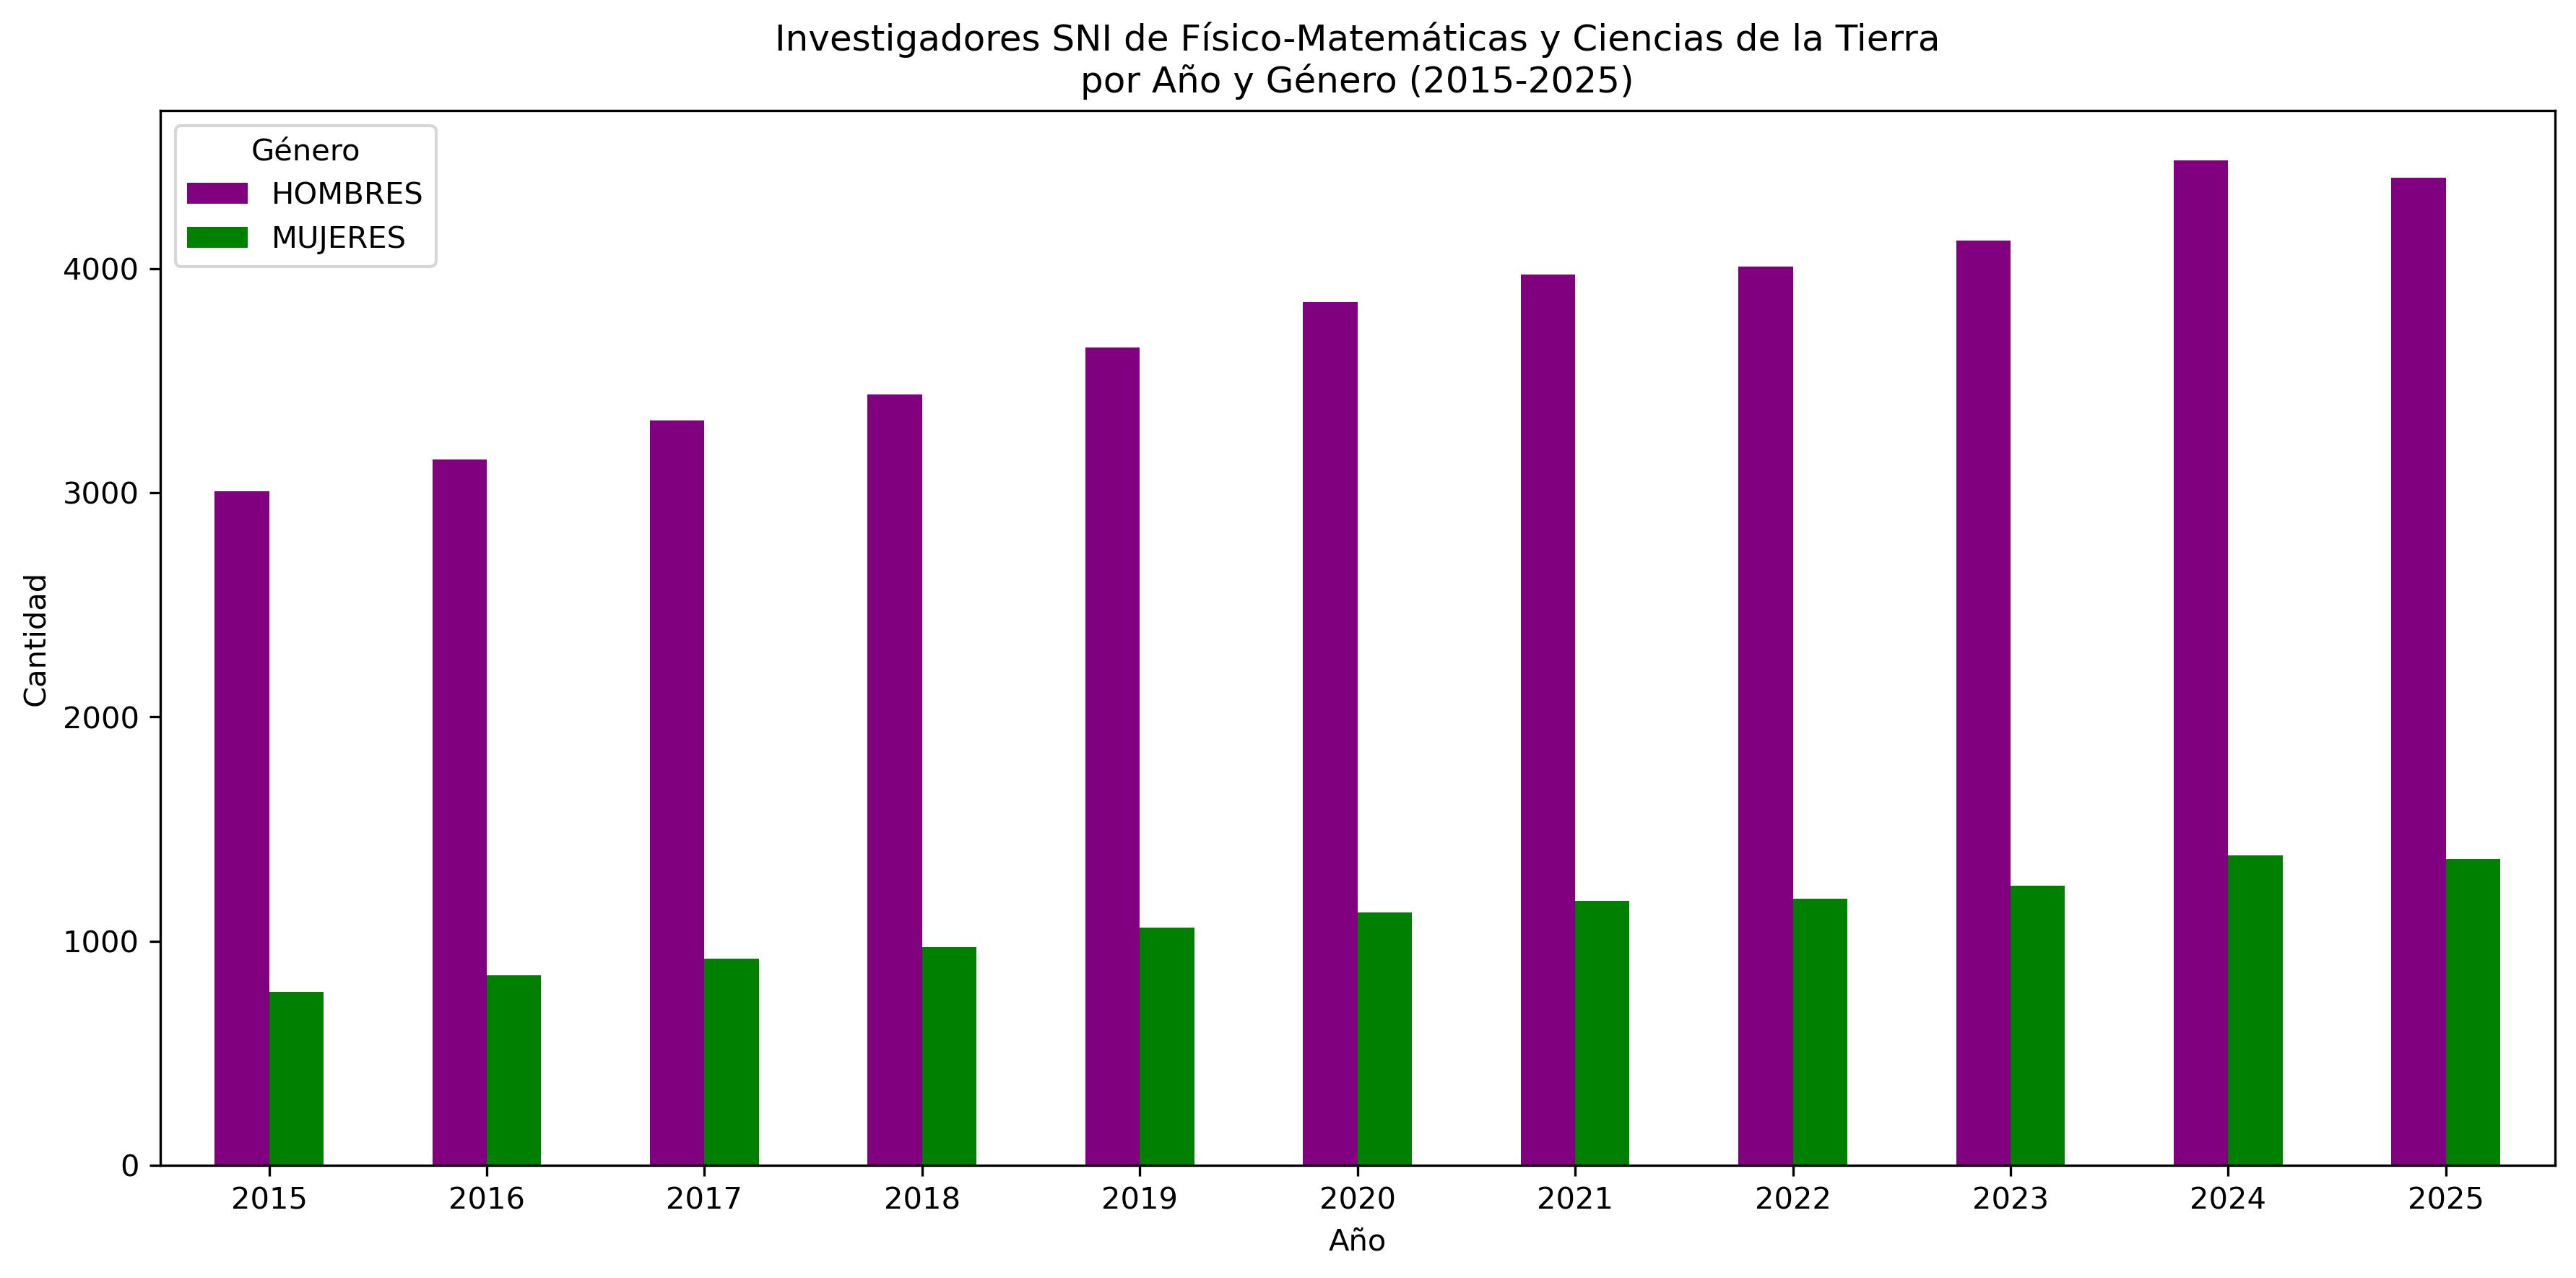 Investigadores SNI de Físico-Matemáticas y Ciencias de la Tierra
por Año y Género (2015-2025)
Género
HOMBRES
MUJERES
4000
3000
2000
1000
0
Cantidad
2015 2016 2017 2018 2019 2020 2021 2022 2023 2024 2025
Año